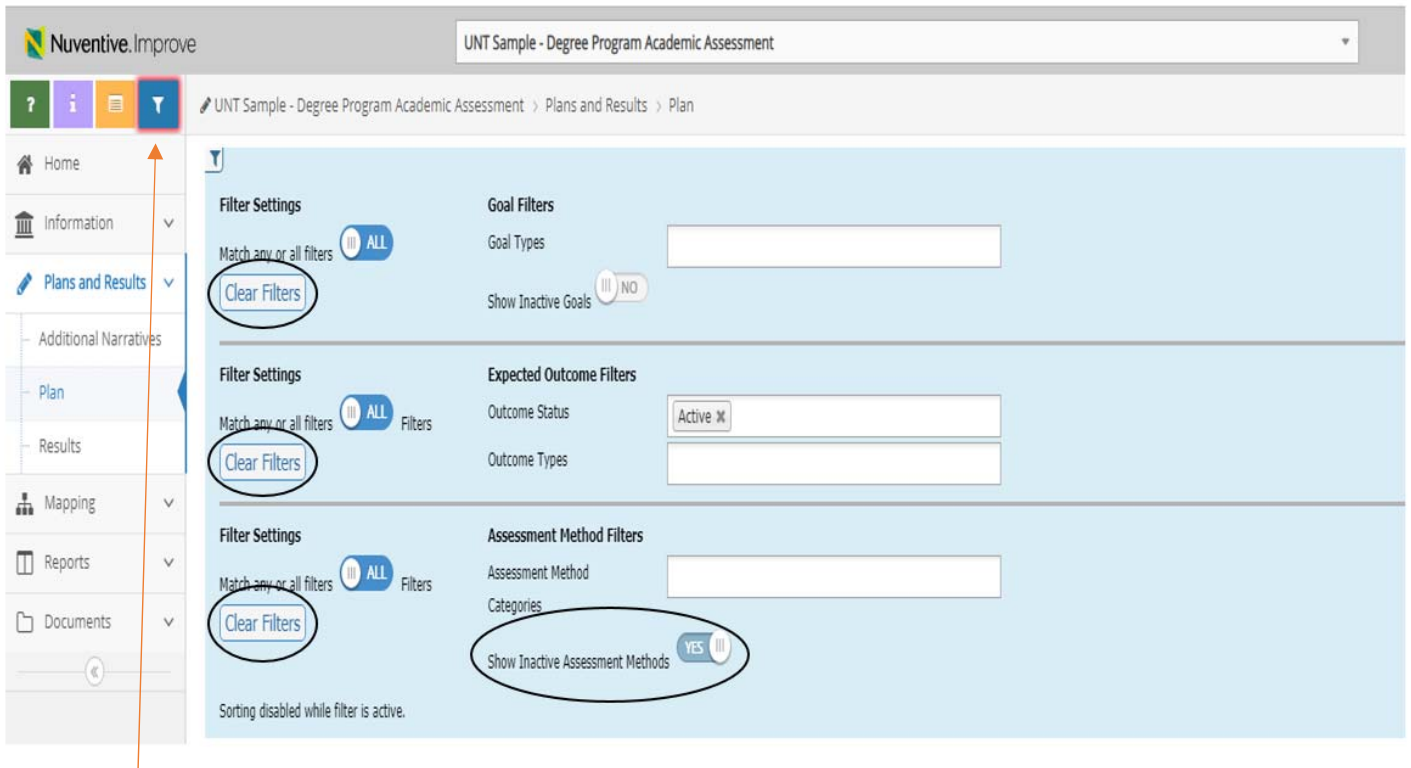 Nuventive.Improve
UNT Sample - Degree Program Academic Assessment
? i
UNT Sample - Degree Program Academic Assessment > Plans and Results > Plan
Home
Information
Plans and Results
Additional Narratives
Plan
Results
Mapping
Reports
Documents
Filter Settings
Match any or all filters ALL
Clear Filters
Goal Filters
Goal Types
Show Inactive Goals NO
Filter Settings
Match any or all filters ALL Filters
Clear Filters
Expected Outcome Filters
Outcome Status Active ×
Outcome Types
Filter Settings
Match any or all filters ALL Filters
Clear Filters
Assessment Method Filters
Assessment Method
Categories
Show Inactive Assessment Methods YES
Sorting disabled while filter is active.